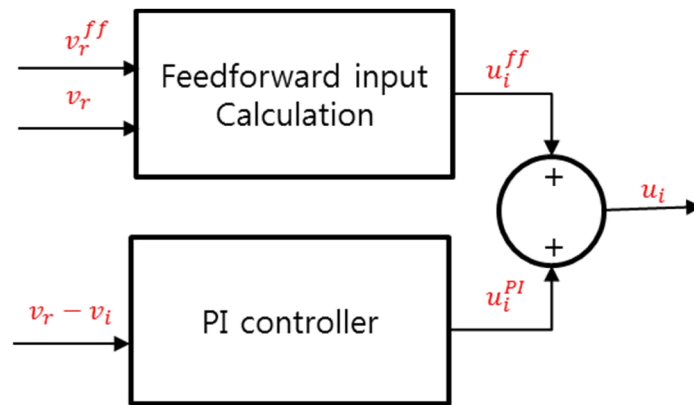 v_r^{ff}
v_r
Feedforward input
Calculation
u_i^{ff}
+
+
u_i
v_r − v_i
PI controller
u_i^{PI}